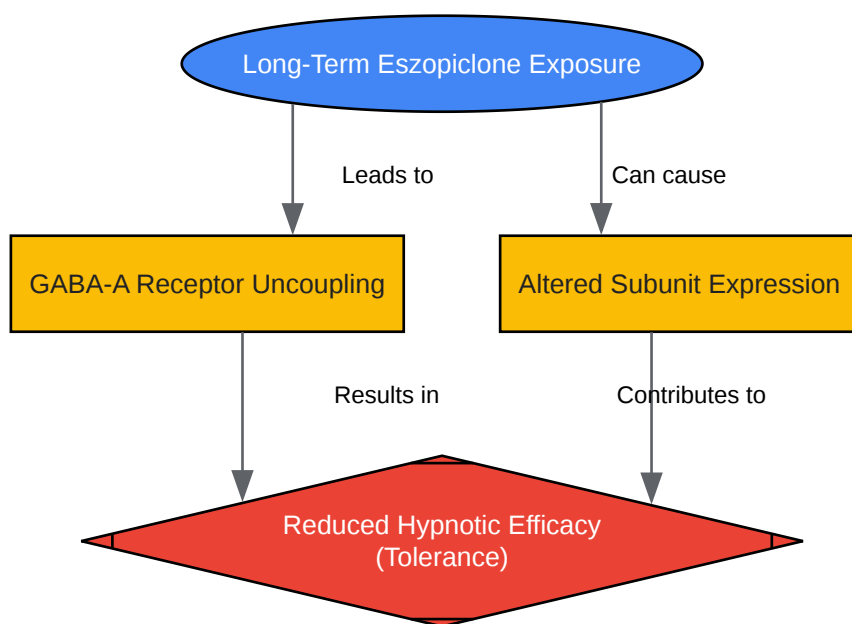 Long-Term Eszopiclone Exposure
Leads to
Can cause
GABA-A Receptor Uncoupling
Altered Subunit Expression
Results in
Contributes to
Reduced Hypnotic Efficacy
(Tolerance)